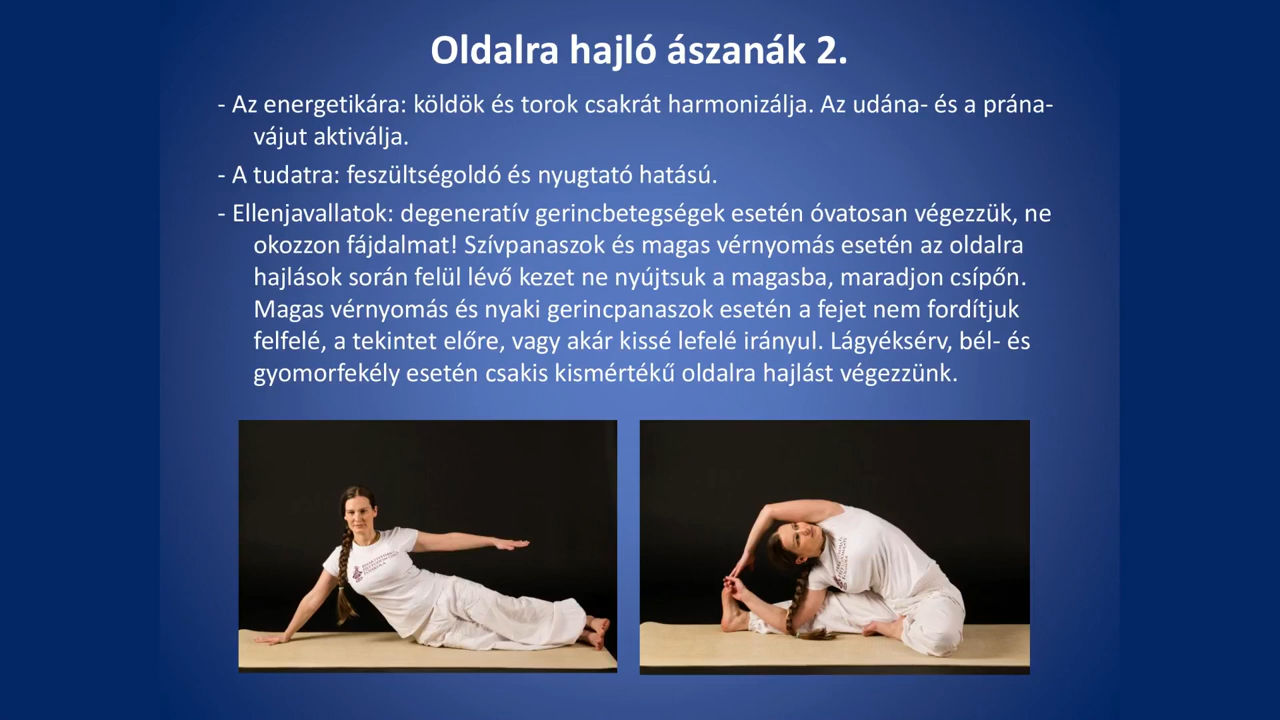 Oldalra hajló ászanák 2.
- Az energetikára: köldök és torok csakrát harmonizálja. Az udána- és a prána-
vájut aktiválja.
- A tudatra: feszültségoldó és nyugtató hatású.
- Ellenjavallatok: degeneratív gerincbetegségek esetén óvatosan végezzük, ne
okozzon fájdalmat! Szívpanaszok és magas vérnyomás esetén az oldalra
hajlások során felül lévő kezet ne nyújtsuk a magasba, maradjon csípőn.
Magas vérnyomás és nyaki gerincpanaszok esetén a fejet nem fordítjuk
felfelé, a tekintet előre, vagy akár kissé lefelé irányul. Lágyéksérv, bél- és
gyomorfekély esetén csakis kismértékű oldalra hajlást végezzünk.